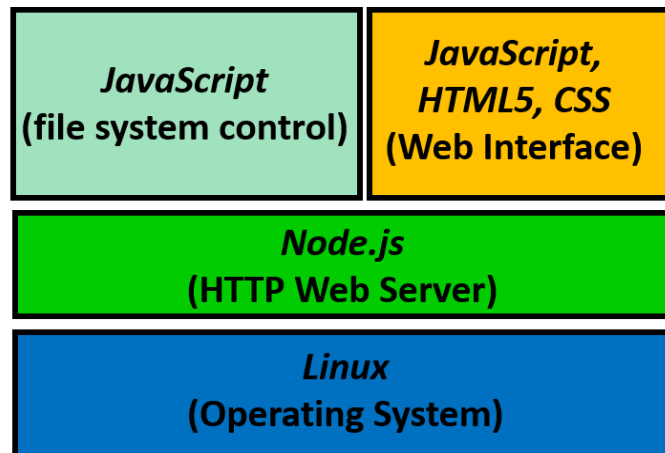 JavaScript
(file system control)
JavaScript,
HTML5, CSS
(Web Interface)
Node.js
(HTTP Web Server)
Linux
(Operating System)